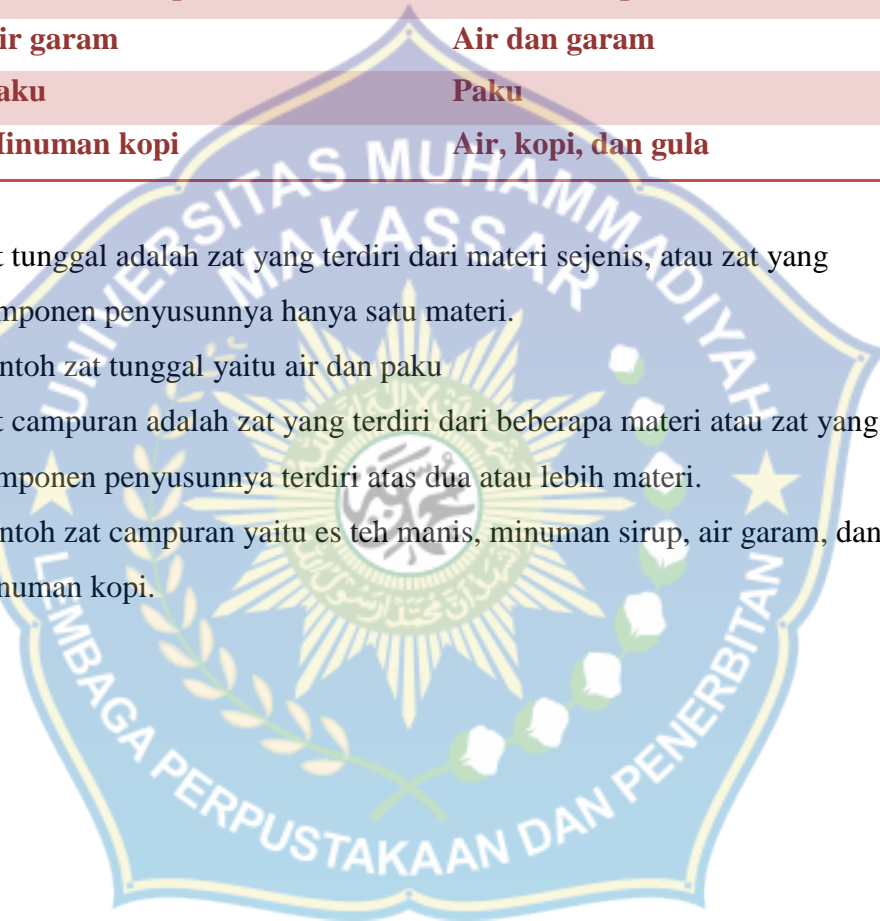 ir garam Air dan garam
aku Paku
inuman kopi Air, kopi, dan gula
t tunggal adalah zat yang terdiri dari materi sejenis, atau zat yang
mponen penyusunnya hanya satu materi.
ntoh zat tunggal yaitu air dan paku
t campuran adalah zat yang terdiri dari beberapa materi atau zat yang
mponen penyusunnya terdiri atas dua atau lebih materi.
ntoh zat campuran yaitu es teh manis, minuman sirup, air garam, dan
numan kopi.
UNIVERSITAS MUHAMMADIYAH
MAKASSAR
LEMBAGA PERPUSTAKAAN DAN PENERBITAN